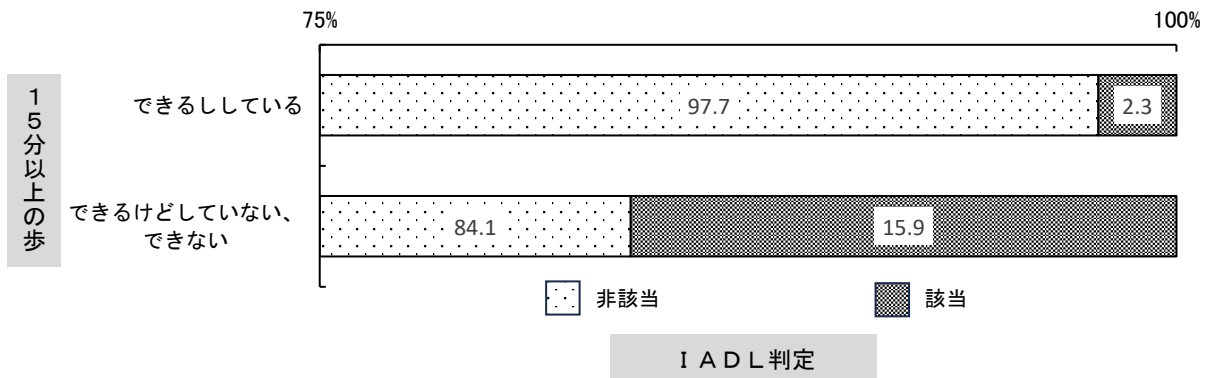 75%
100%
15分以上の歩
できるししている
97.7
2.3
できるけどしていない、
できない
84.1
15.9
非該当
該当
ＩＡＤＬ判定